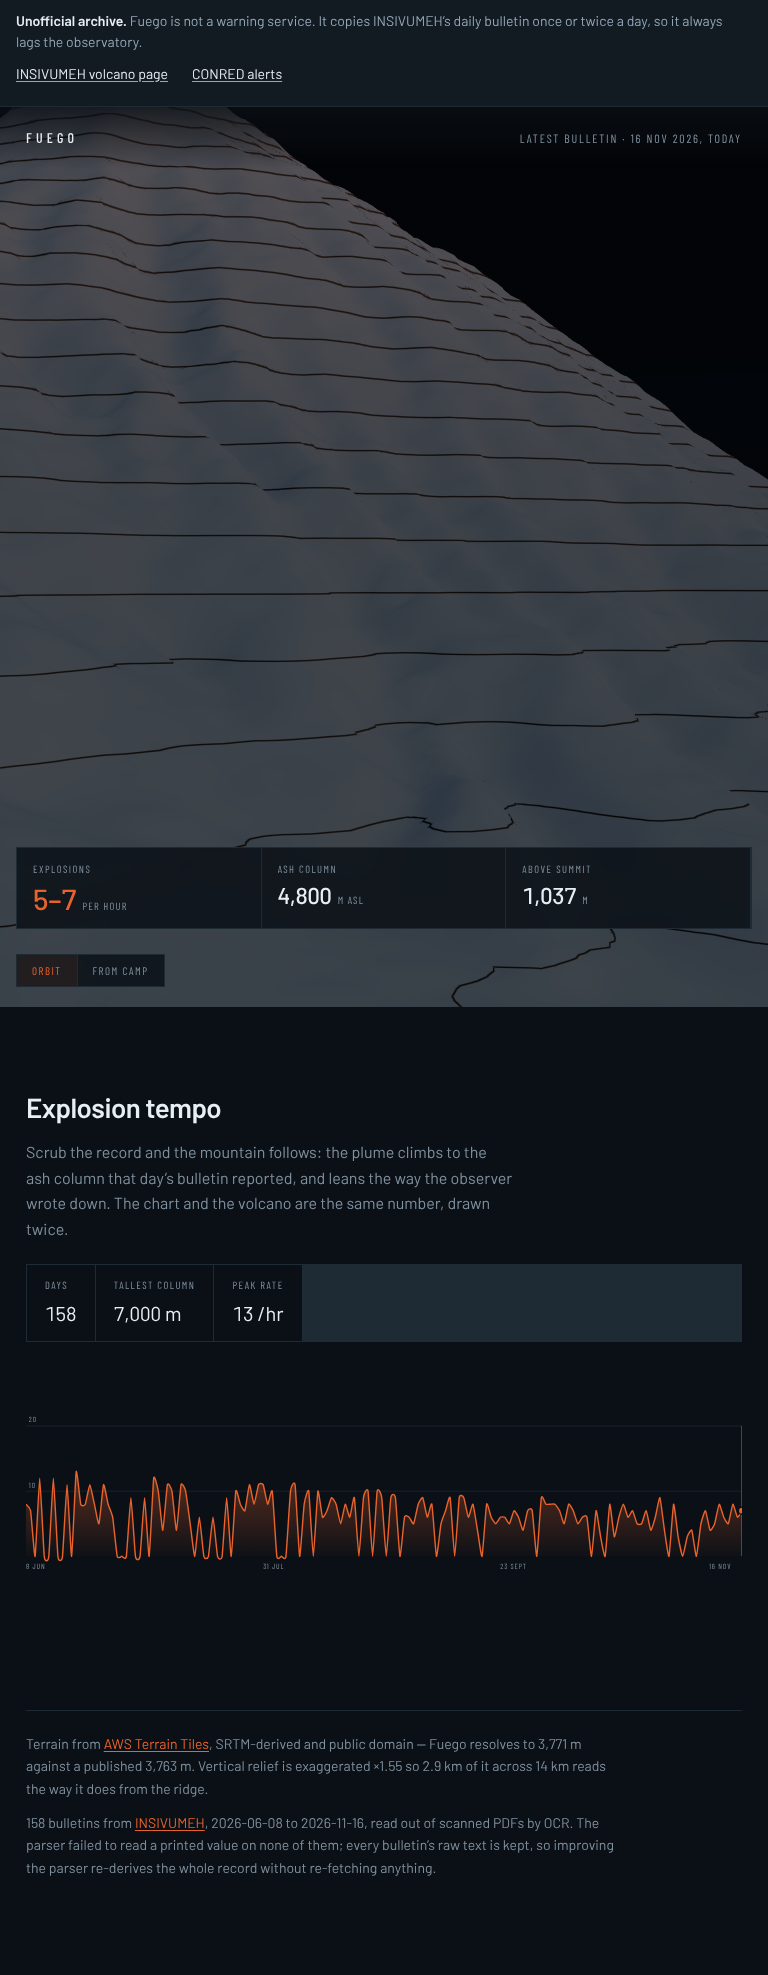 Unofficial archive. Fuego is not a warning service. It copies INSIVUMEH's daily bulletin once or twice a day, so it always
lags the observatory.
INSIVUMEH volcano page CONRED alerts
FUEGO
LATEST BULLETIN · 16 NOV 2026, TODAY
EXPLOSIONS
5–7 PER HOUR
ASH COLUMN
4,800 M ASL
ABOVE SUMMIT
1,037 M
ORBIT FROM CAMP
Explosion tempo
Scrub the record and the mountain follows: the plume climbs to the
ash column that day's bulletin reported, and leans the way the observer
wrote down. The chart and the volcano are the same number, drawn
twice.
DAYS
158
TALLEST COLUMN
7,000 m
PEAK RATE
13 /hr
20
10
8 JUN 31 JUL 23 SEPT 16 NOV
Terrain from AWS Terrain Tiles, SRTM-derived and public domain — Fuego resolves to 3,771 m
against a published 3,763 m. Vertical relief is exaggerated ×1.55 so 2.9 km of it across 14 km reads
the way it does from the ridge.
158 bulletins from INSIVUMEH, 2026-06-08 to 2026-11-16, read out of scanned PDFs by OCR. The
parser failed to read a printed value on none of them; every bulletin's raw text is kept, so improving
the parser re-derives the whole record without re-fetching anything.